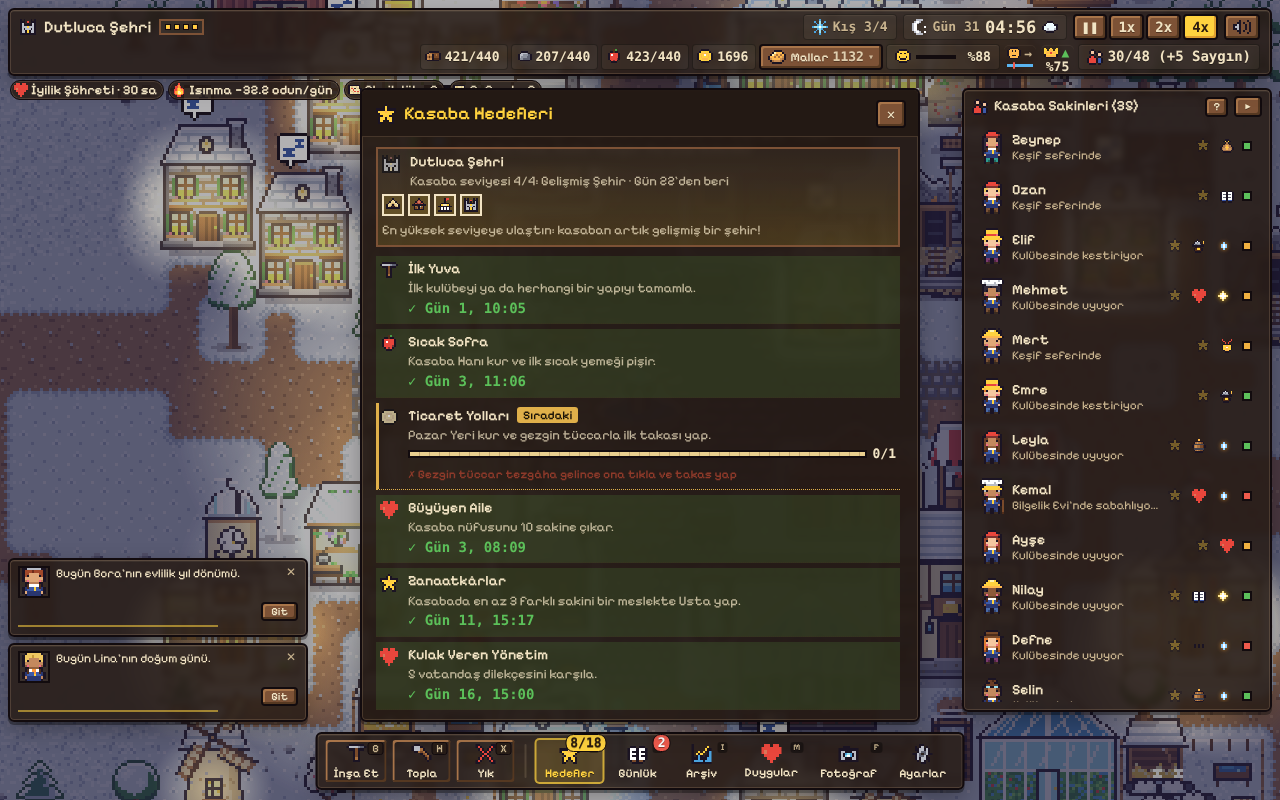 Dutluca Şehri
Kış 3/4
Gün 31 04:56
1x
2x
4x
421/440
207/440
423/440
1696
Mallar 1132
%88
%75
30/48 (+5 Saygın)
İyilik Şöhreti · 30 sa
Isınma -38.8 odun/gün
Kasaba Hedefleri
×
Dutluca Şehri
Kasaba seviyesi 4/4: Gelişmiş Şehir · Gün 22'den beri
En yüksek seviyeye ulaştın: kasaban artık gelişmiş bir şehir!
İlk Yuva
İlk kulübeyi ya da herhangi bir yapıyı tamamla.
✓ Gün 1, 10:05
Sıcak Sofra
Kasaba Hanı kur ve ilk sıcak yemeği pişir.
✓ Gün 3, 11:06
Ticaret Yolları Sıradaki
Pazar Yeri kur ve gezgin tüccarla ilk takası yap.
0/1
✗ Gezgin tüccar tezgâha gelince ona tıkla ve takas yap
Büyüyen Aile
Kasaba nüfusunu 10 sakine çıkar.
✓ Gün 3, 08:09
Zanaatkârlar
Kasabada en az 3 farklı sakini bir meslekte Usta yap.
✓ Gün 11, 15:17
Kulak Veren Yönetim
8 vatandaş dilekçesini karşıla.
✓ Gün 16, 15:00
Kasaba Sakinleri (38)
?
Zeynep
Keşif seferinde
Ozan
Keşif seferinde
Elif
Kulübesinde kestiriyor
Mehmet
Kulübesinde uyuyor
Mert
Keşif seferinde
Emre
Kulübesinde kestiriyor
Leyla
Kulübesinde uyuyor
Kemal
Bilgelik Evi'nde sabahlıyo...
Ayşe
Kulübesinde uyuyor
Nilay
Kulübesinde uyuyor
Defne
Kulübesinde uyuyor
Selin
Bugün Bora'nın evlilik yıl dönümü.
×
Git
Bugün Lina'nın doğum günü.
×
Git
İnşa Et
B
Topla
H
Yık
X
Hedefler
8/18
Günlük
2
Arşiv
I
Duygular
M
Fotoğraf
F
Ayarlar